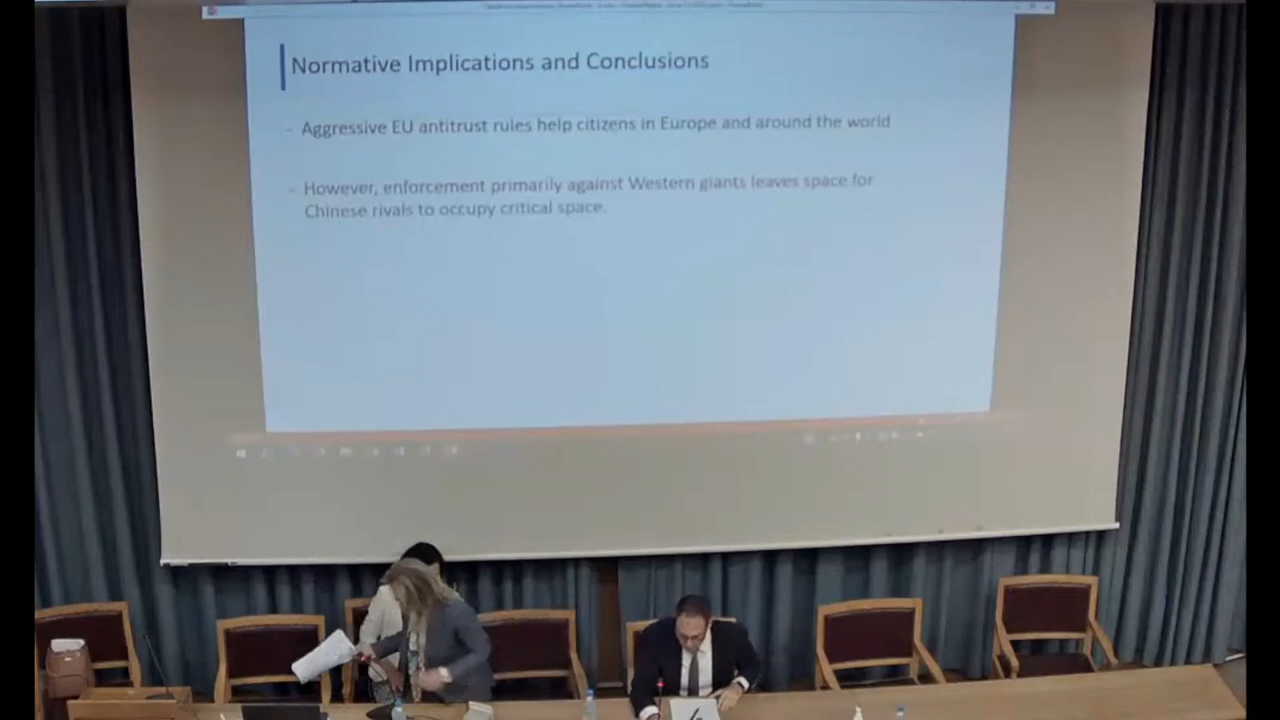 Normative Implications and Conclusions
- Aggressive EU antitrust rules help citizens in Europe and around the world
- However, enforcement primarily against Western giants leaves space for
Chinese rivals to occupy critical space.